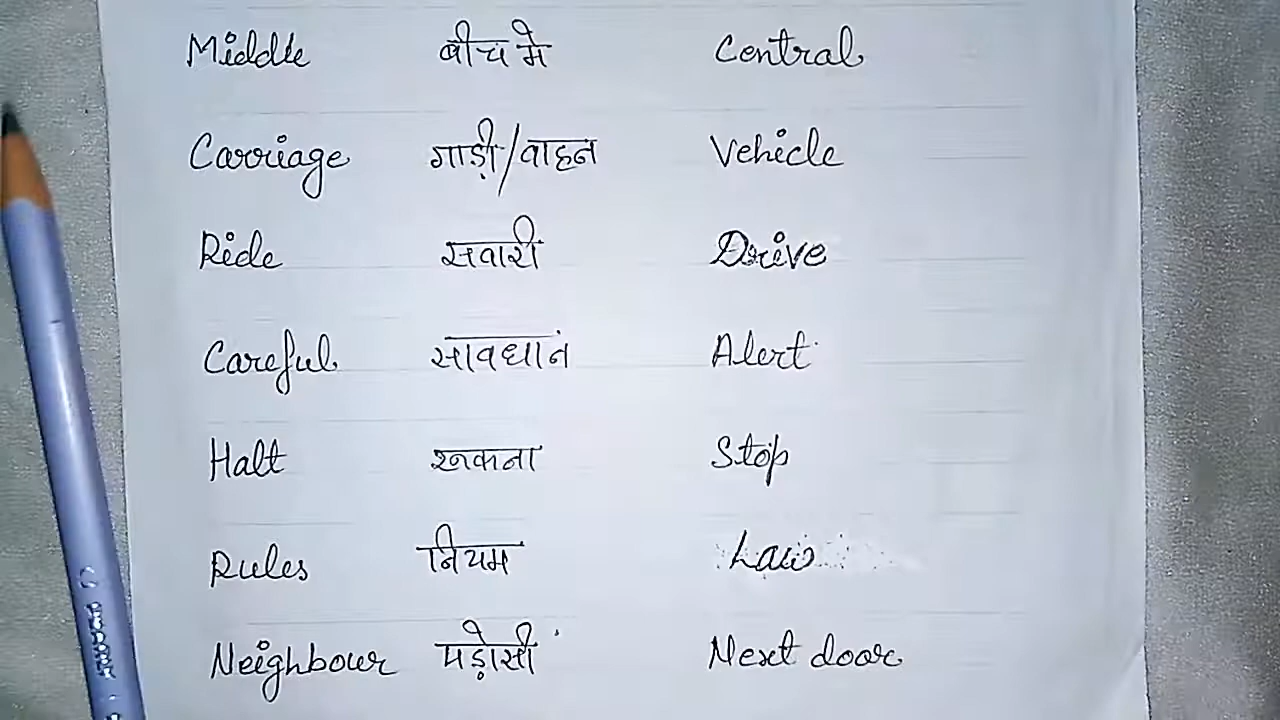 Middle बीच मे Central
Carriage गाड़ी/वाहन Vehicle
Ride सवारी Drive
Careful सावधान Alert
Halt रूकना Stop
Rules नियम Law
Neighbour पड़ोसी Next door